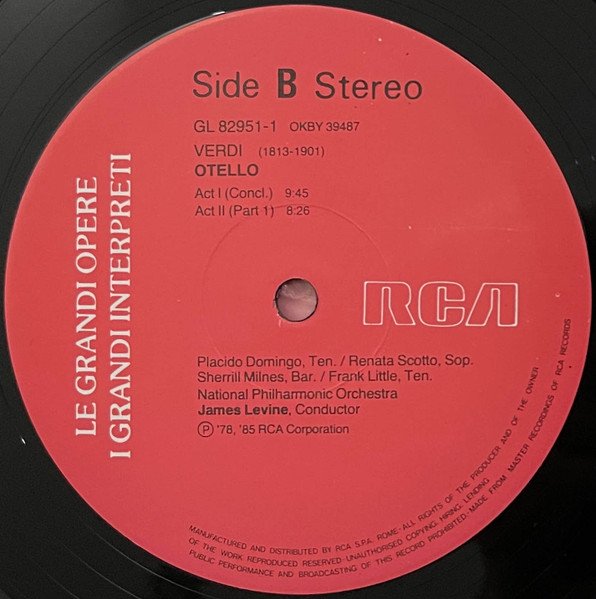 Side B Stereo
GL 82951-1 OKBY 39487
VERDI (1813-1901)
OTELLO
Act I (Concl.) 9:45
Act II (Part 1) 8:26
LE GRANDI OPERE
I GRANDI INTERPRETI
RCA
Placido Domingo, Ten. / Renata Scotto, Sop.
Sherrill Milnes, Bar. / Frank Little, Ten.
National Philharmonic Orchestra
James Levine, Conductor
Ⓟ '78, '85 RCA Corporation
MANUFACTURED AND DISTRIBUTED BY RCA S.P.A. ROME-ALL RIGHTS OF THE PRODUCER AND OF THE OWNER
OF THE WORK REPRODUCED RESERVED-UNAUTHORISED COPYING-HIRING-LENDING
PUBLIC PERFORMANCE AND BROADCASTING OF THIS RECORD PROHIBITED-MADE FROM MASTER RECORDINGS OF RCA RECORDS